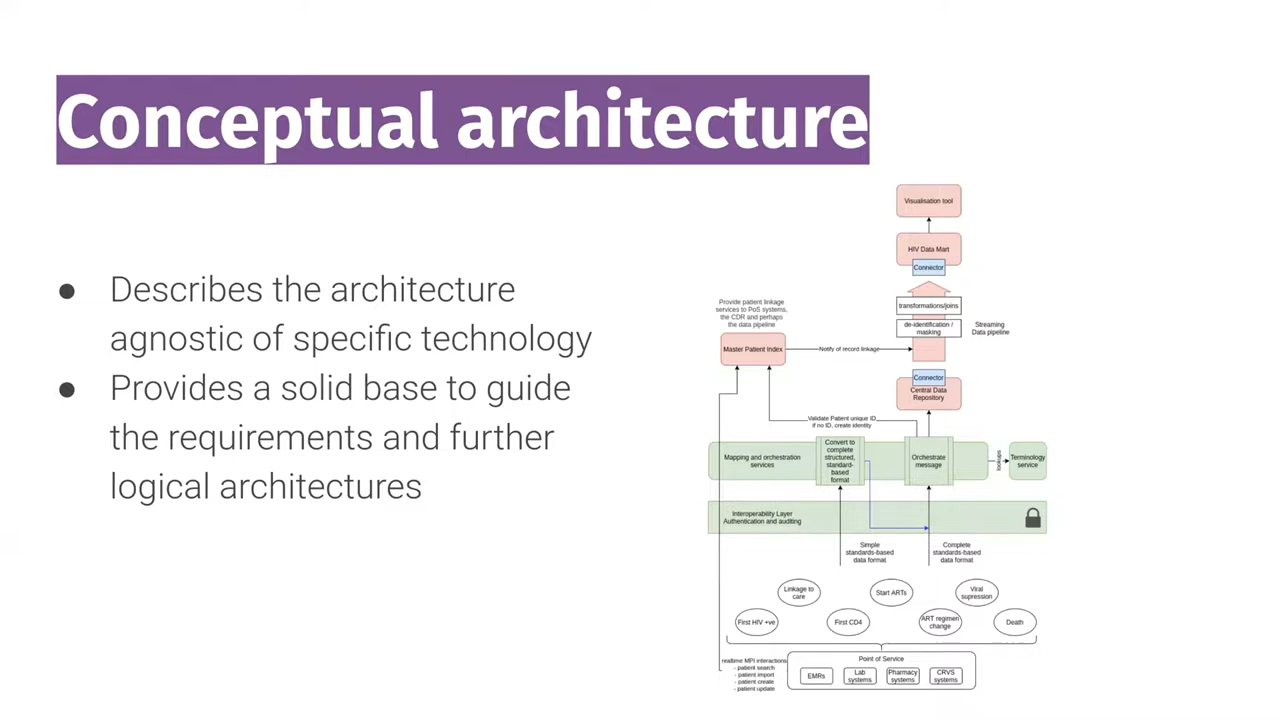 Conceptual architecture
● Describes the architecture
agnostic of specific technology
● Provides a solid base to guide
the requirements and further
logical architectures
Visualisation tool
HIV Data Mart
Connector
transformations/joins
de-identification /
masking
Streaming
Data pipeline
Provide patient linkage
services to PoS systems,
the CDR and perhaps
the data pipeline
Master Patient Index
Notify of record linkage
Connector
Central Data
Repository
Validate Patient unique ID
if no ID, create identity
Mapping and orchestration
services
Convert to
complete
structured,
standard-
based
format
Orchestrate
message
lookups
Terminology
service
Interoperability Layer
Authentication and auditing
Simple
standards-based
data format
Complete
standards-based
data format
Linkage to
care
Start ARTs
Viral
supression
First HIV +ve
First CD4
ART regimen
change
Death
realtime MPI interactions
- patient search
- patient import
- patient create
- patient update
Point of Service
EMRs
Lab
systems
Pharmacy
systems
CRVS
systems